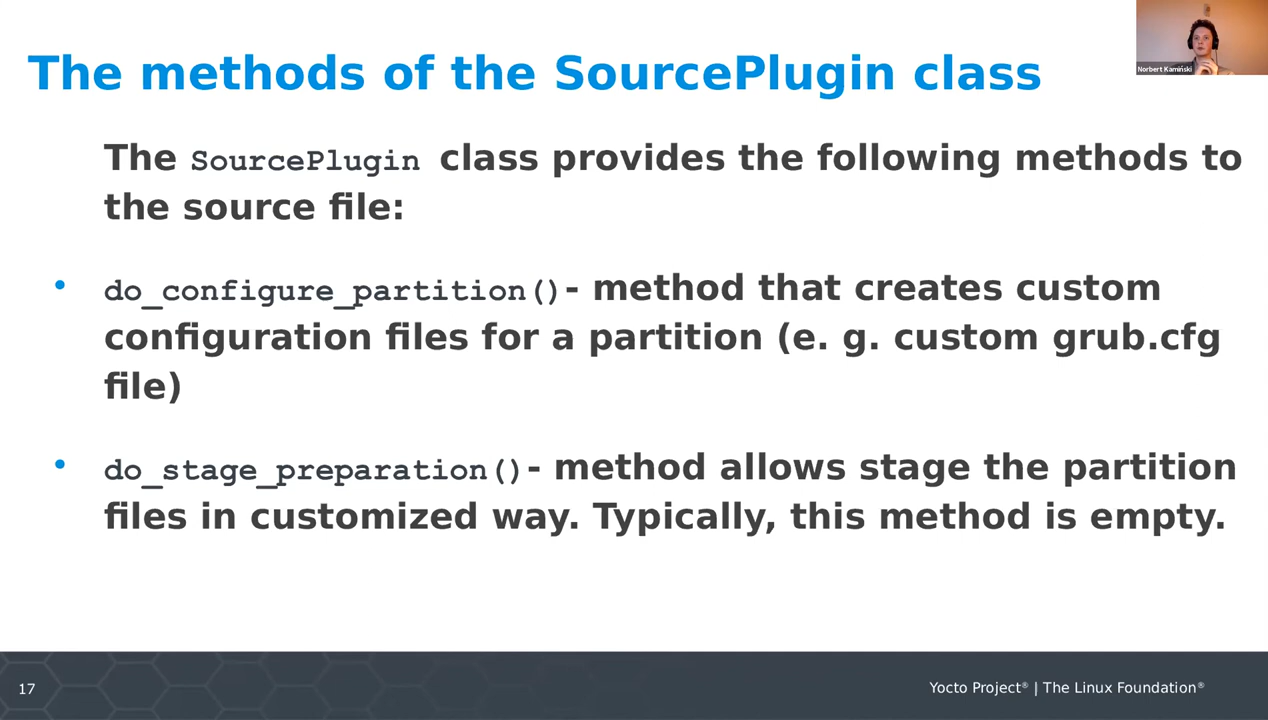 The methods of the SourcePlugin class
Norbert Kamiński
The SourcePlugin class provides the following methods to
the source file:
• do_configure_partition()- method that creates custom
configuration files for a partition (e. g. custom grub.cfg
file)
• do_stage_preparation()- method allows stage the partition
files in customized way. Typically, this method is empty.
17
Yocto Project® | The Linux Foundation®